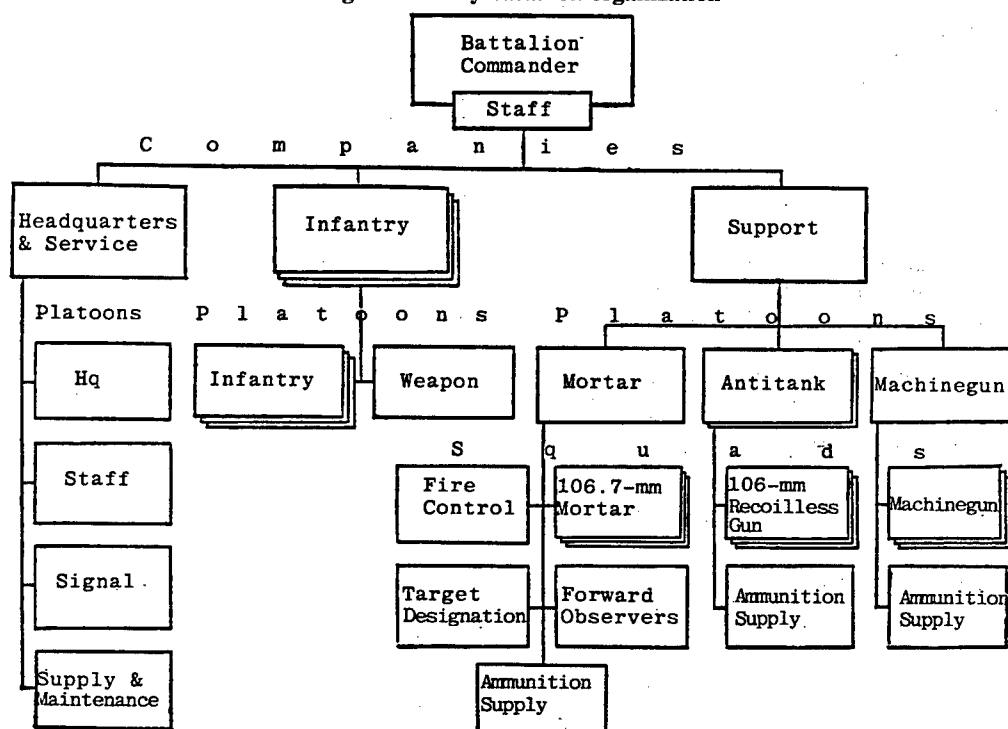 Battalion
Commander
Staff
C o m p a n i e s
Headquarters
& Service
Infantry
Support
Platoons
P l a t o o n s
P l a t o o n s
Hq
Infantry
Weapon
Mortar
Antitank
Machinegun
Staff
S q u a d s
Fire
Control
106.7-mm
Mortar
106-mm
Recoilless
Gun
Machinegun
Signal
Target
Designation
Forward
Observers
Ammunition
Supply
Ammunition
Supply
Supply &
Maintenance
Ammunition
Supply